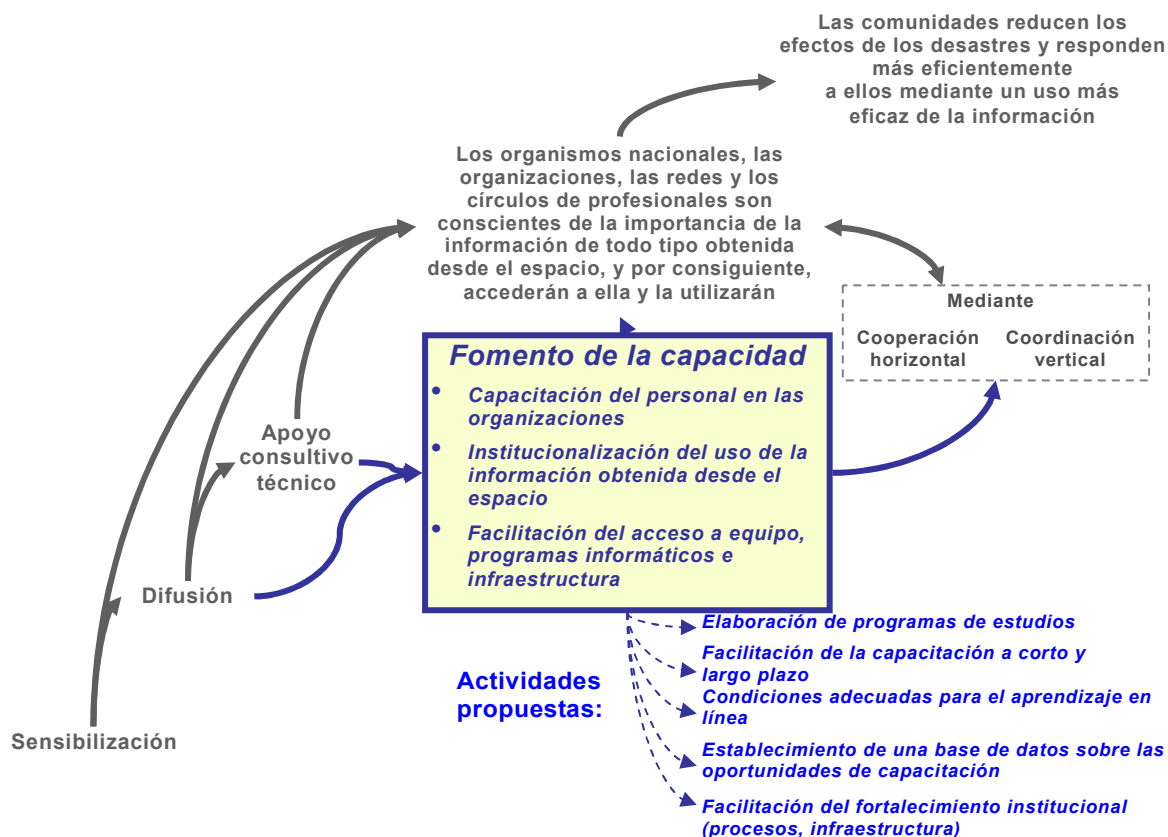 Las comunidades reducen los
efectos de los desastres y responden
más eficientemente
a ellos mediante un uso más
eficaz de la información
Los organismos nacionales, las
organizaciones, las redes y los
círculos de profesionales son
conscientes de la importancia de la
información de todo tipo obtenida
desde el espacio, y por consiguiente,
accederán a ella y la utilizarán
Mediante
Cooperación
horizontal
Coordinación
vertical
Fomento de la capacidad
• Capacitación del personal en las
organizaciones
• Institucionalización del uso de la
información obtenida desde el
espacio
• Facilitación del acceso a equipo,
programas informáticos e
infraestructura
Apoyo
consultivo
técnico
Difusión
Sensibilización
Actividades
propuestas:
Elaboración de programas de estudios
Facilitación de la capacitación a corto y
largo plazo
Condiciones adecuadas para el aprendizaje en
línea
Establecimiento de una base de datos sobre las
oportunidades de capacitación
Facilitación del fortalecimiento institucional
(procesos, infraestructura)